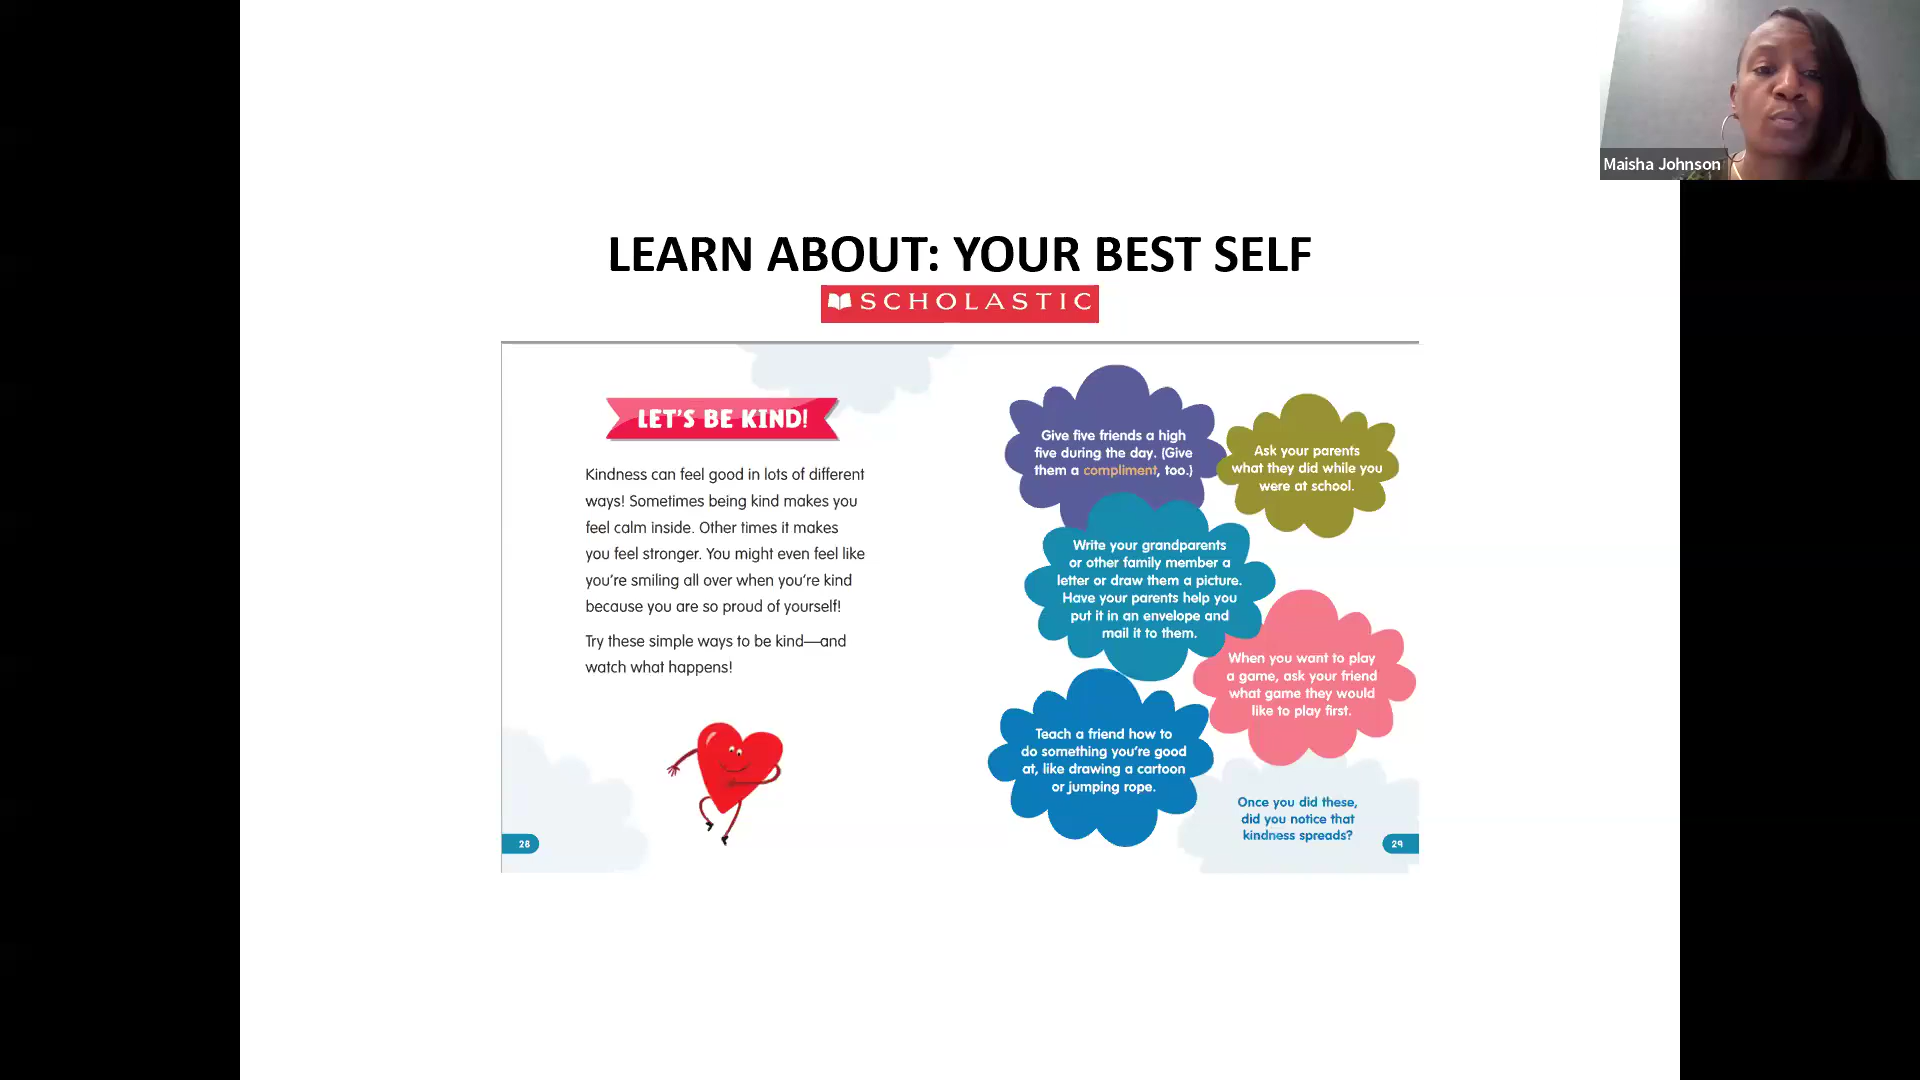 Maisha Johnson
LEARN ABOUT: YOUR BEST SELF
SCHOLASTIC
LET'S BE KIND!
Kindness can feel good in lots of different
ways! Sometimes being kind makes you
feel calm inside. Other times it makes
you feel stronger. You might even feel like
you're smiling all over when you're kind
because you are so proud of yourself!
Try these simple ways to be kind—and
watch what happens!
28
Give five friends a high
five during the day. (Give
them a compliment, too.)
Ask your parents
what they did while you
were at school.
Write your grandparents
or other family member a
letter or draw them a picture.
Have your parents help you
put it in an envelope and
mail it to them.
When you want to play
a game, ask your friend
what game they would
like to play first.
Teach a friend how to
do something you're good
at, like drawing a cartoon
or jumping rope.
Once you did these,
did you notice that
kindness spreads?
29